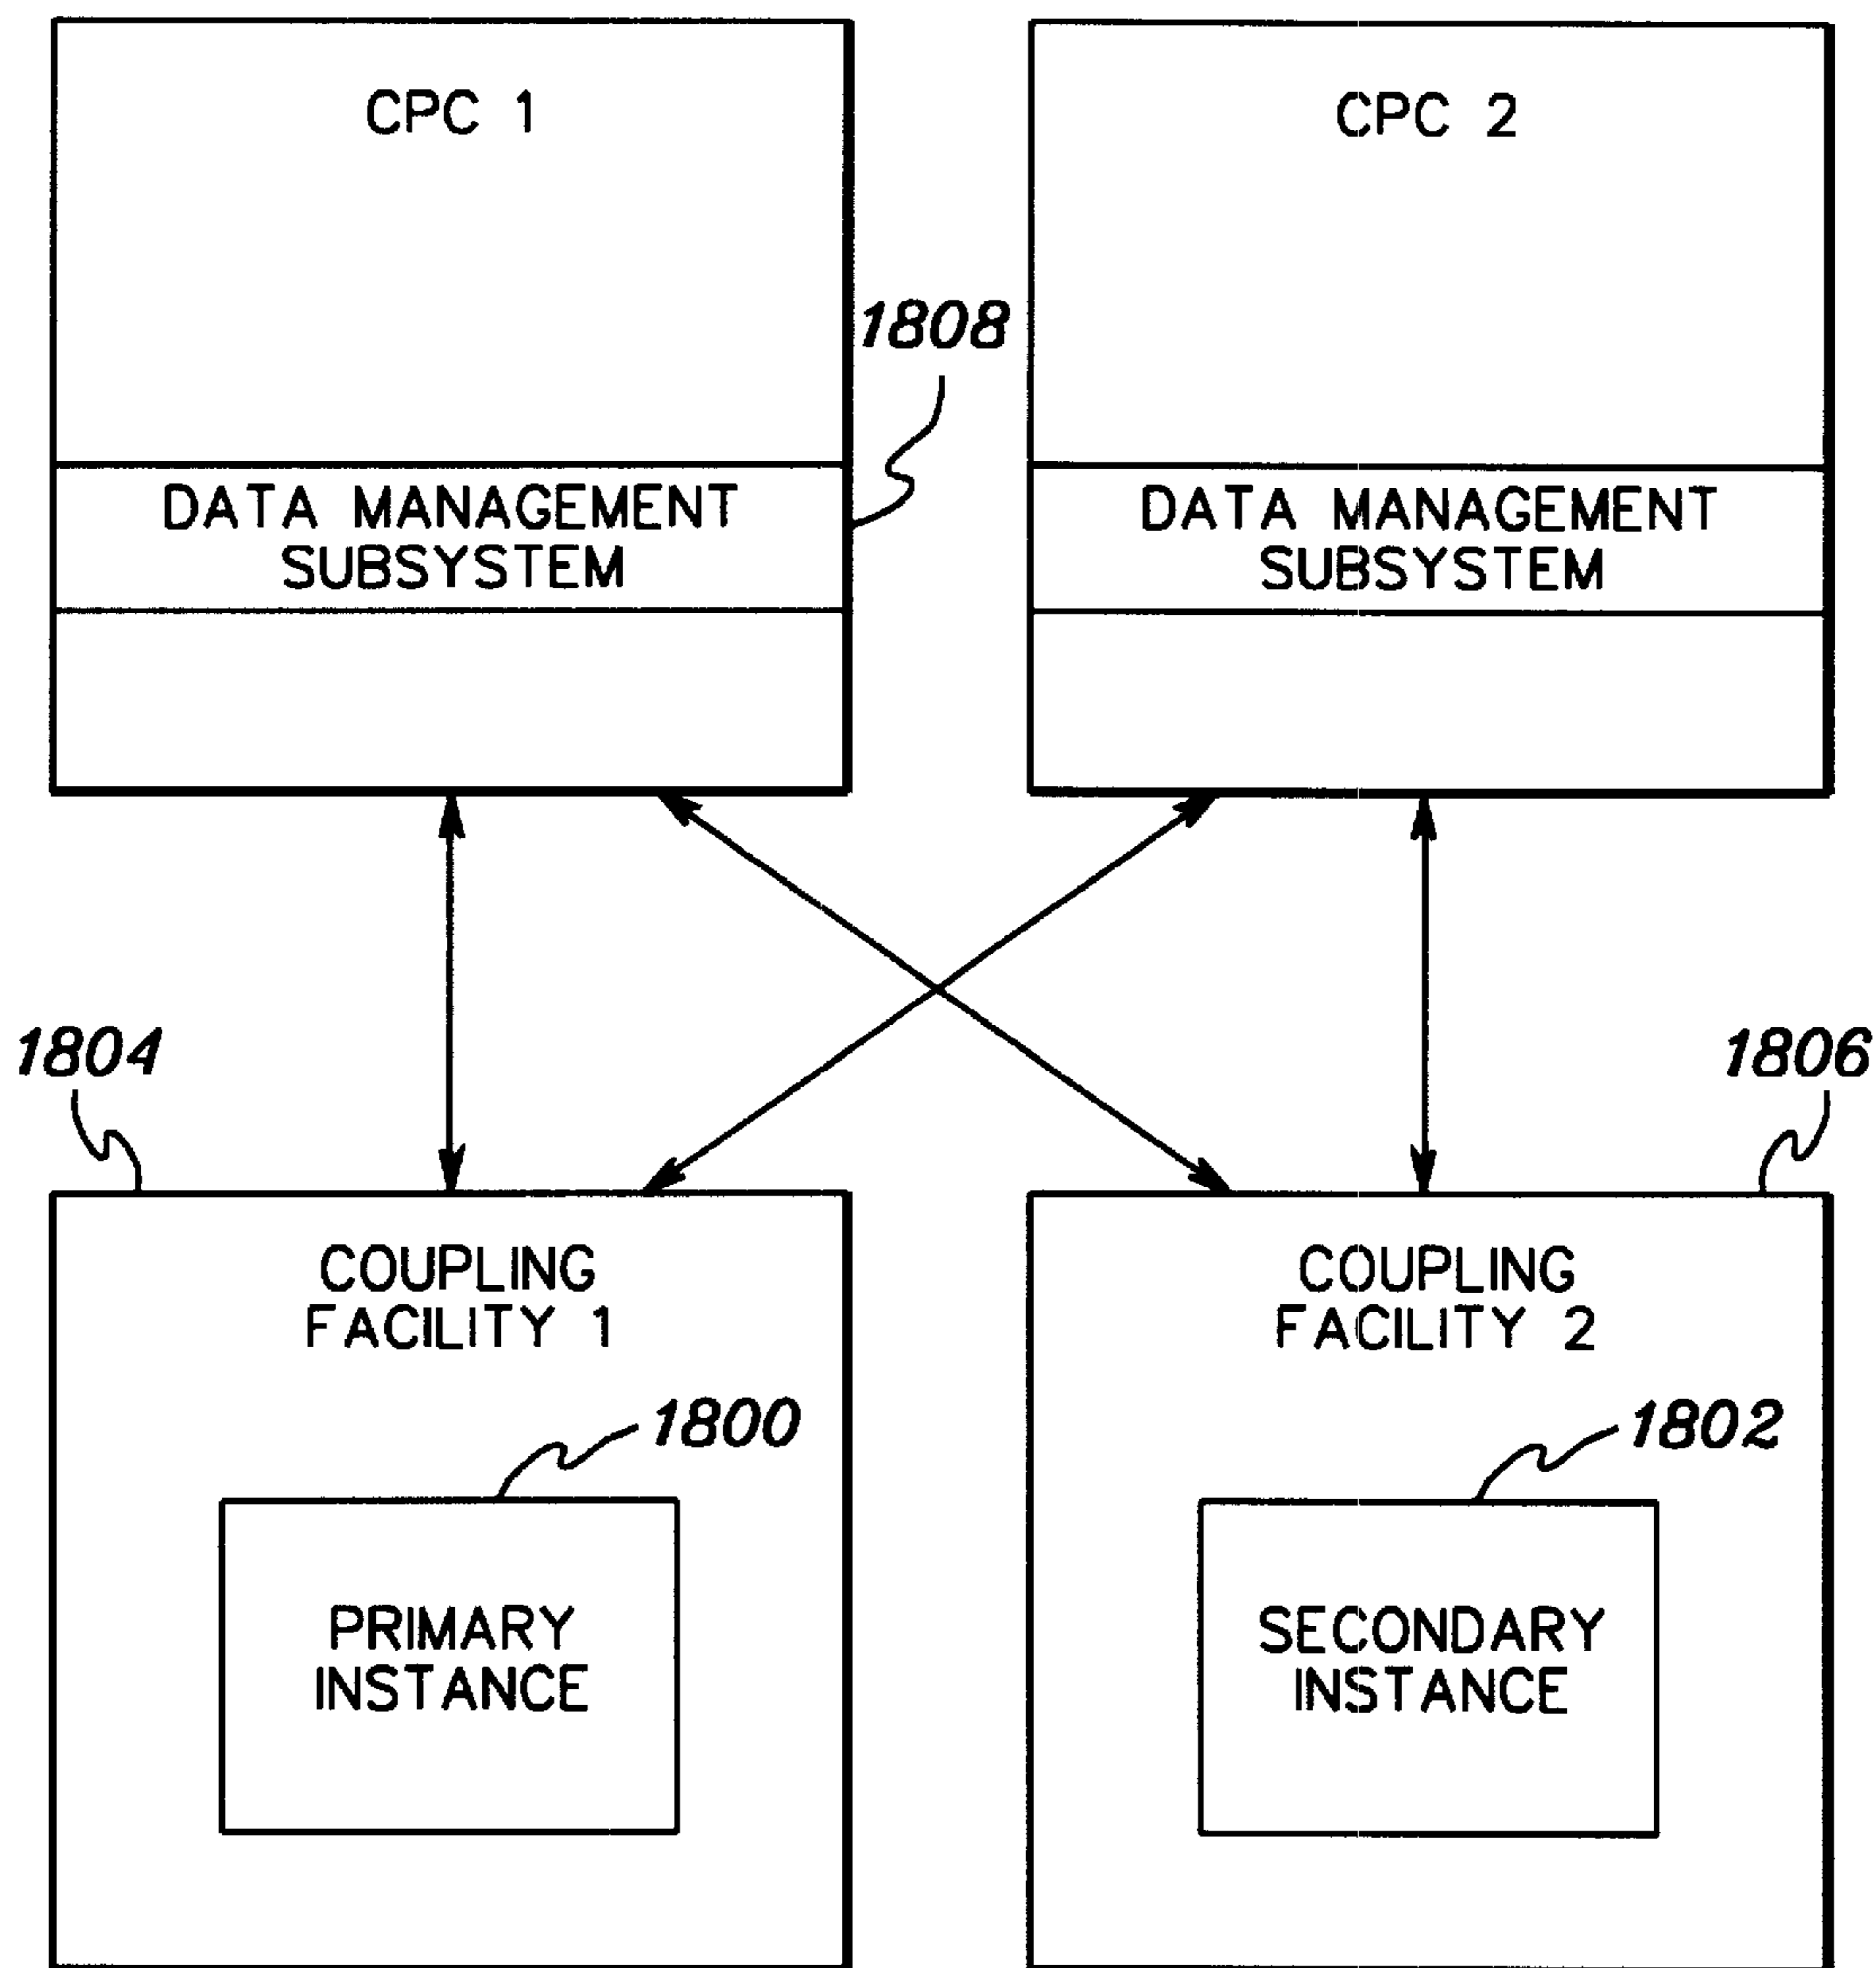 CPC 1
CPC 2
1808
DATA MANAGEMENT
SUBSYSTEM
DATA MANAGEMENT
SUBSYSTEM
1804
1806
COUPLING
FACILITY 1
COUPLING
FACILITY 2
1800
1802
PRIMARY
INSTANCE
SECONDARY
INSTANCE